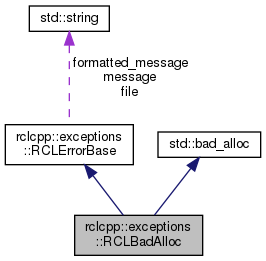 std::string
formatted_message
message
file
rclcpp::exceptions
::RCLErrorBase
std::bad_alloc
rclcpp::exceptions
::RCLBadAlloc